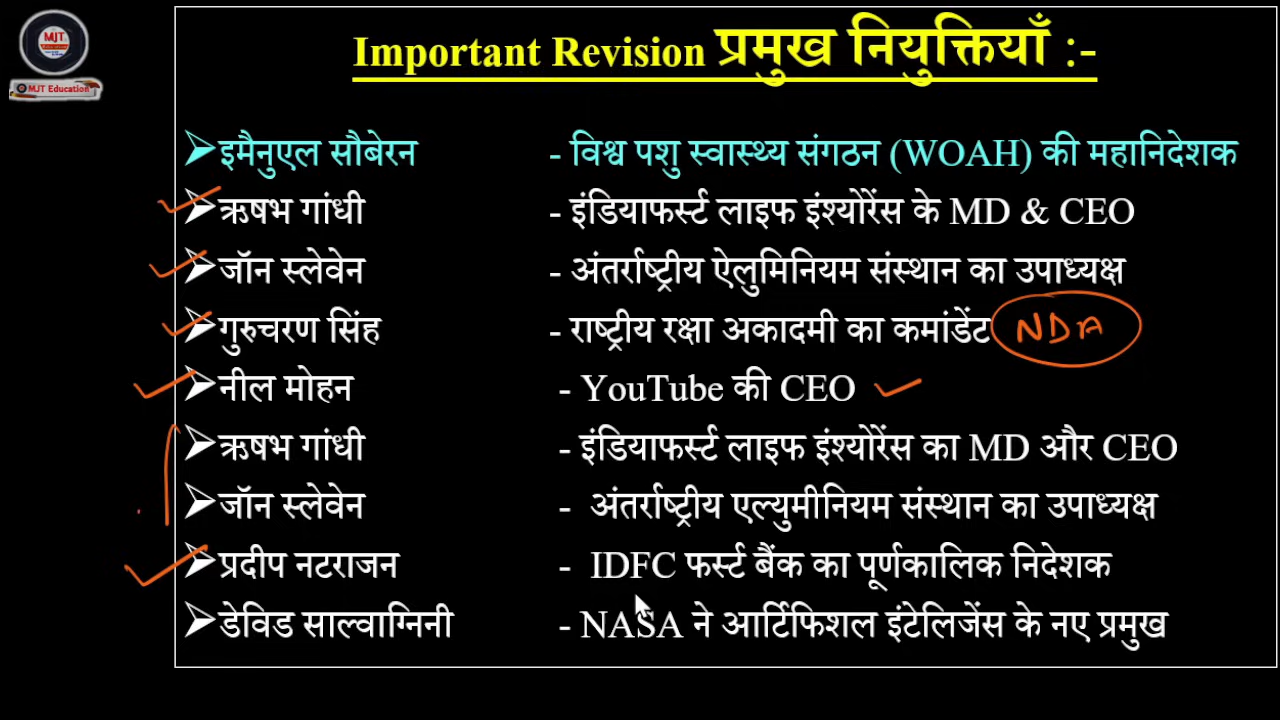 MJT
MJT Education
Important Revision प्रमुख नियुक्तियाँ :-
➢इमैनुएल सौबेरन - विश्व पशु स्वास्थ्य संगठन (WOAH) की महानिदेशक
➢ऋषभ गांधी - इंडियाफर्स्ट लाइफ इंश्योरेंस के MD & CEO
➢जॉन स्लेवेन - अंतर्राष्ट्रीय ऐलुमिनियम संस्थान का उपाध्यक्ष
➢गुरुचरण सिंह - राष्ट्रीय रक्षा अकादमी का कमांडेंट NDA
➢नील मोहन - YouTube की CEO
➢ऋषभ गांधी - इंडियाफर्स्ट लाइफ इंश्योरेंस का MD और CEO
➢जॉन स्लेवेन - अंतर्राष्ट्रीय एल्युमीनियम संस्थान का उपाध्यक्ष
➢प्रदीप नटराजन - IDFC फर्स्ट बैंक का पूर्णकालिक निदेशक
➢डेविड साल्वाग्निनी - NASA ने आर्टिफिशल इंटेलिजेंस के नए प्रमुख